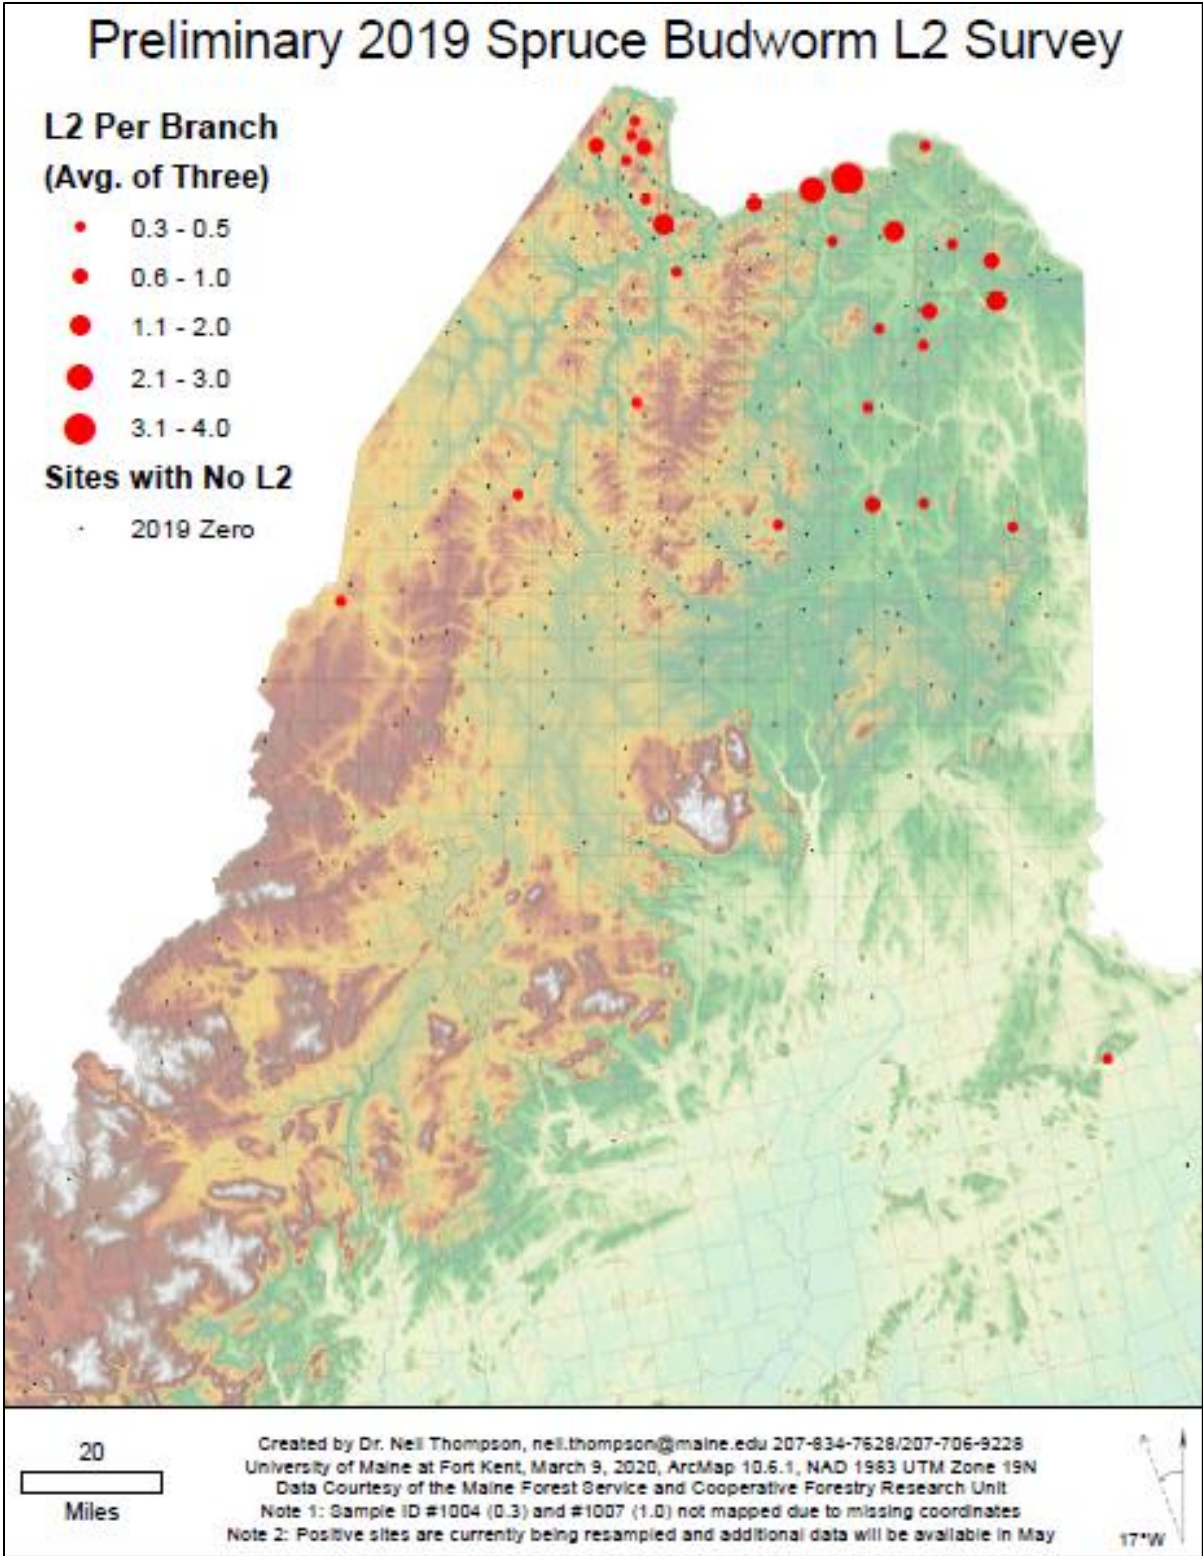 Preliminary 2019 Spruce Budworm L2 Survey
L2 Per Branch
(Avg. of Three)
0.3 - 0.5
0.6 - 1.0
1.1 - 2.0
2.1 - 3.0
3.1 - 4.0
Sites with No L2
2019 Zero
20
Miles
Created by Dr. Neil Thompson, neil.thompson@maine.edu 207-834-7628/207-706-9228
University of Maine at Fort Kent, March 9, 2020, ArcMap 10.6.1, NAD 1983 UTM Zone 19N
Data Courtesy of the Maine Forest Service and Cooperative Forestry Research Unit
Note 1: Sample ID #1004 (0.3) and #1007 (1.0) not mapped due to missing coordinates
Note 2: Positive sites are currently being resampled and additional data will be available in May
17°W